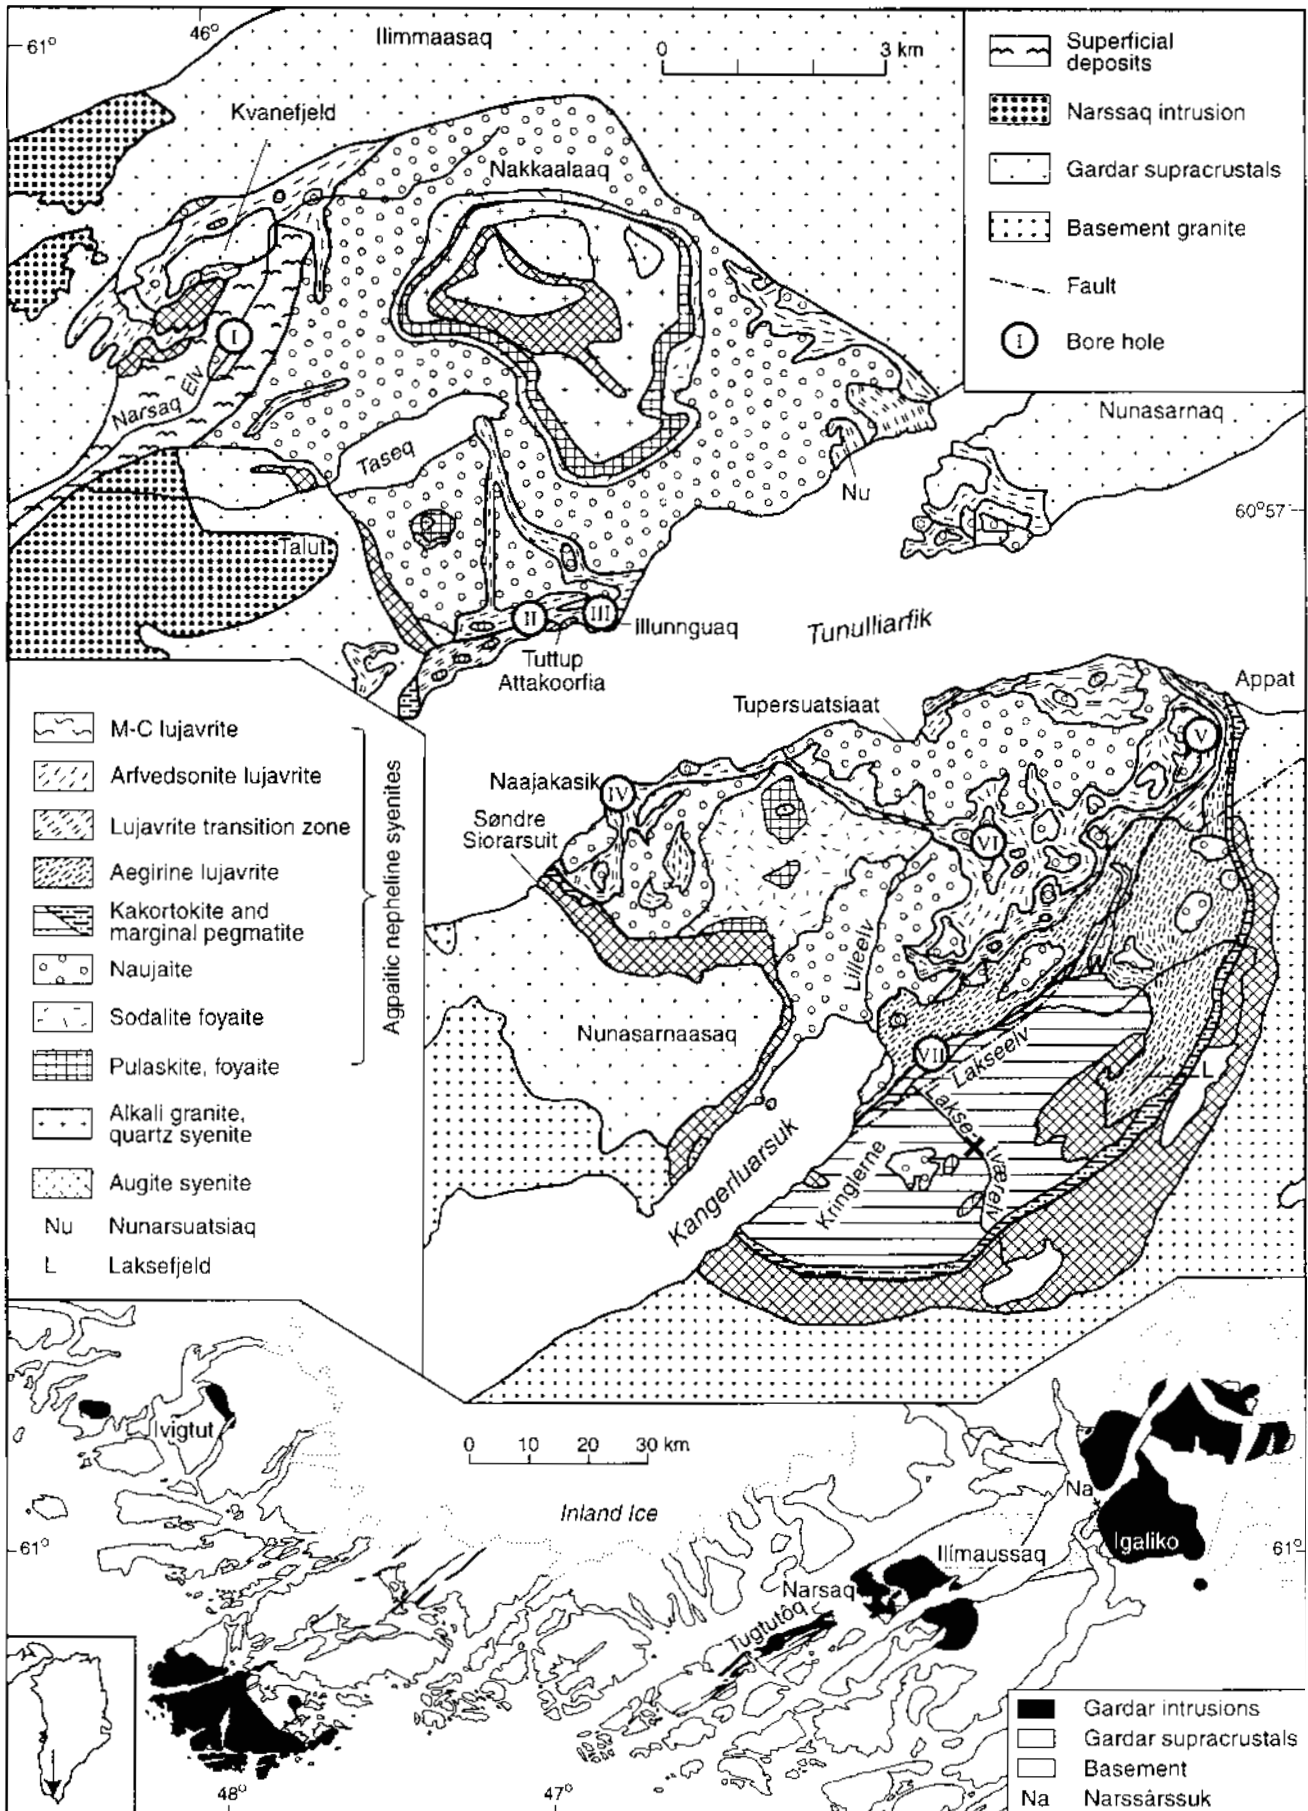 61°
46°
Ilimmaasaq
0
3 km
Superficial
deposits
Narssaq intrusion
Gardar supracrustals
Basement granite
Fault
I
Bore hole
Kvanefjeld
Nakkaalaaq
I
Narsaq Elv
Taseq
Nu
Nunasarnaq
60°57'
Talut
II
III
Illunnguaq
Tuttup
Attakoorfia
Tunulliarfik
Appat
Tupersuatsiaat
V
Naajakasik
IV
Søndre
Siorarsuit
VI
Lilleelv
Nunasarnaasaq
VII
Lakseelv
L
Lakse-
tværelv
Kangerluarsuk
Kringlerne
M-C lujavrite
Arfvedsonite lujavrite
Lujavrite transition zone
Aegirine lujavrite
Kakortokite and
marginal pegmatite
Naujaite
Sodalite foyaite
Pulaskite, foyaite
Agpaitic nepheline syenites
Alkali granite,
quartz syenite
Augite syenite
Nu Nunarsuatsiaq
L Laksefjeld
Ivigtut
0 10 20 30 km
Inland Ice
Na
Igaliko
Ilímaussaq
61°
61°
Narsaq
Tugtutôq
48°
47°
Gardar intrusions
Gardar supracrustals
Basement
Na Narssârssuk